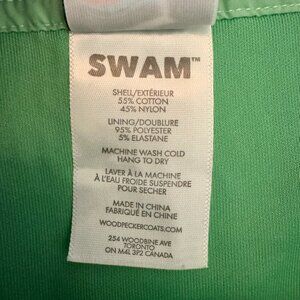 SWAM™
SHELL/EXTÉRIEUR
55% COTTON
45% NYLON
LINING/DOUBLURE
95% POLYESTER
5% ELASTANE
MACHINE WASH COLD
HANG TO DRY
LAVER À LA MACHINE
À L'EAU FROIDE SUSPENDRE
POUR SECHER
MADE IN CHINA
FABRIQUÉ EN CHINE
WOODPECKERCOATS.COM
254 WOODBINE AVE
TORONTO
ON M4L 3P2 CANADA